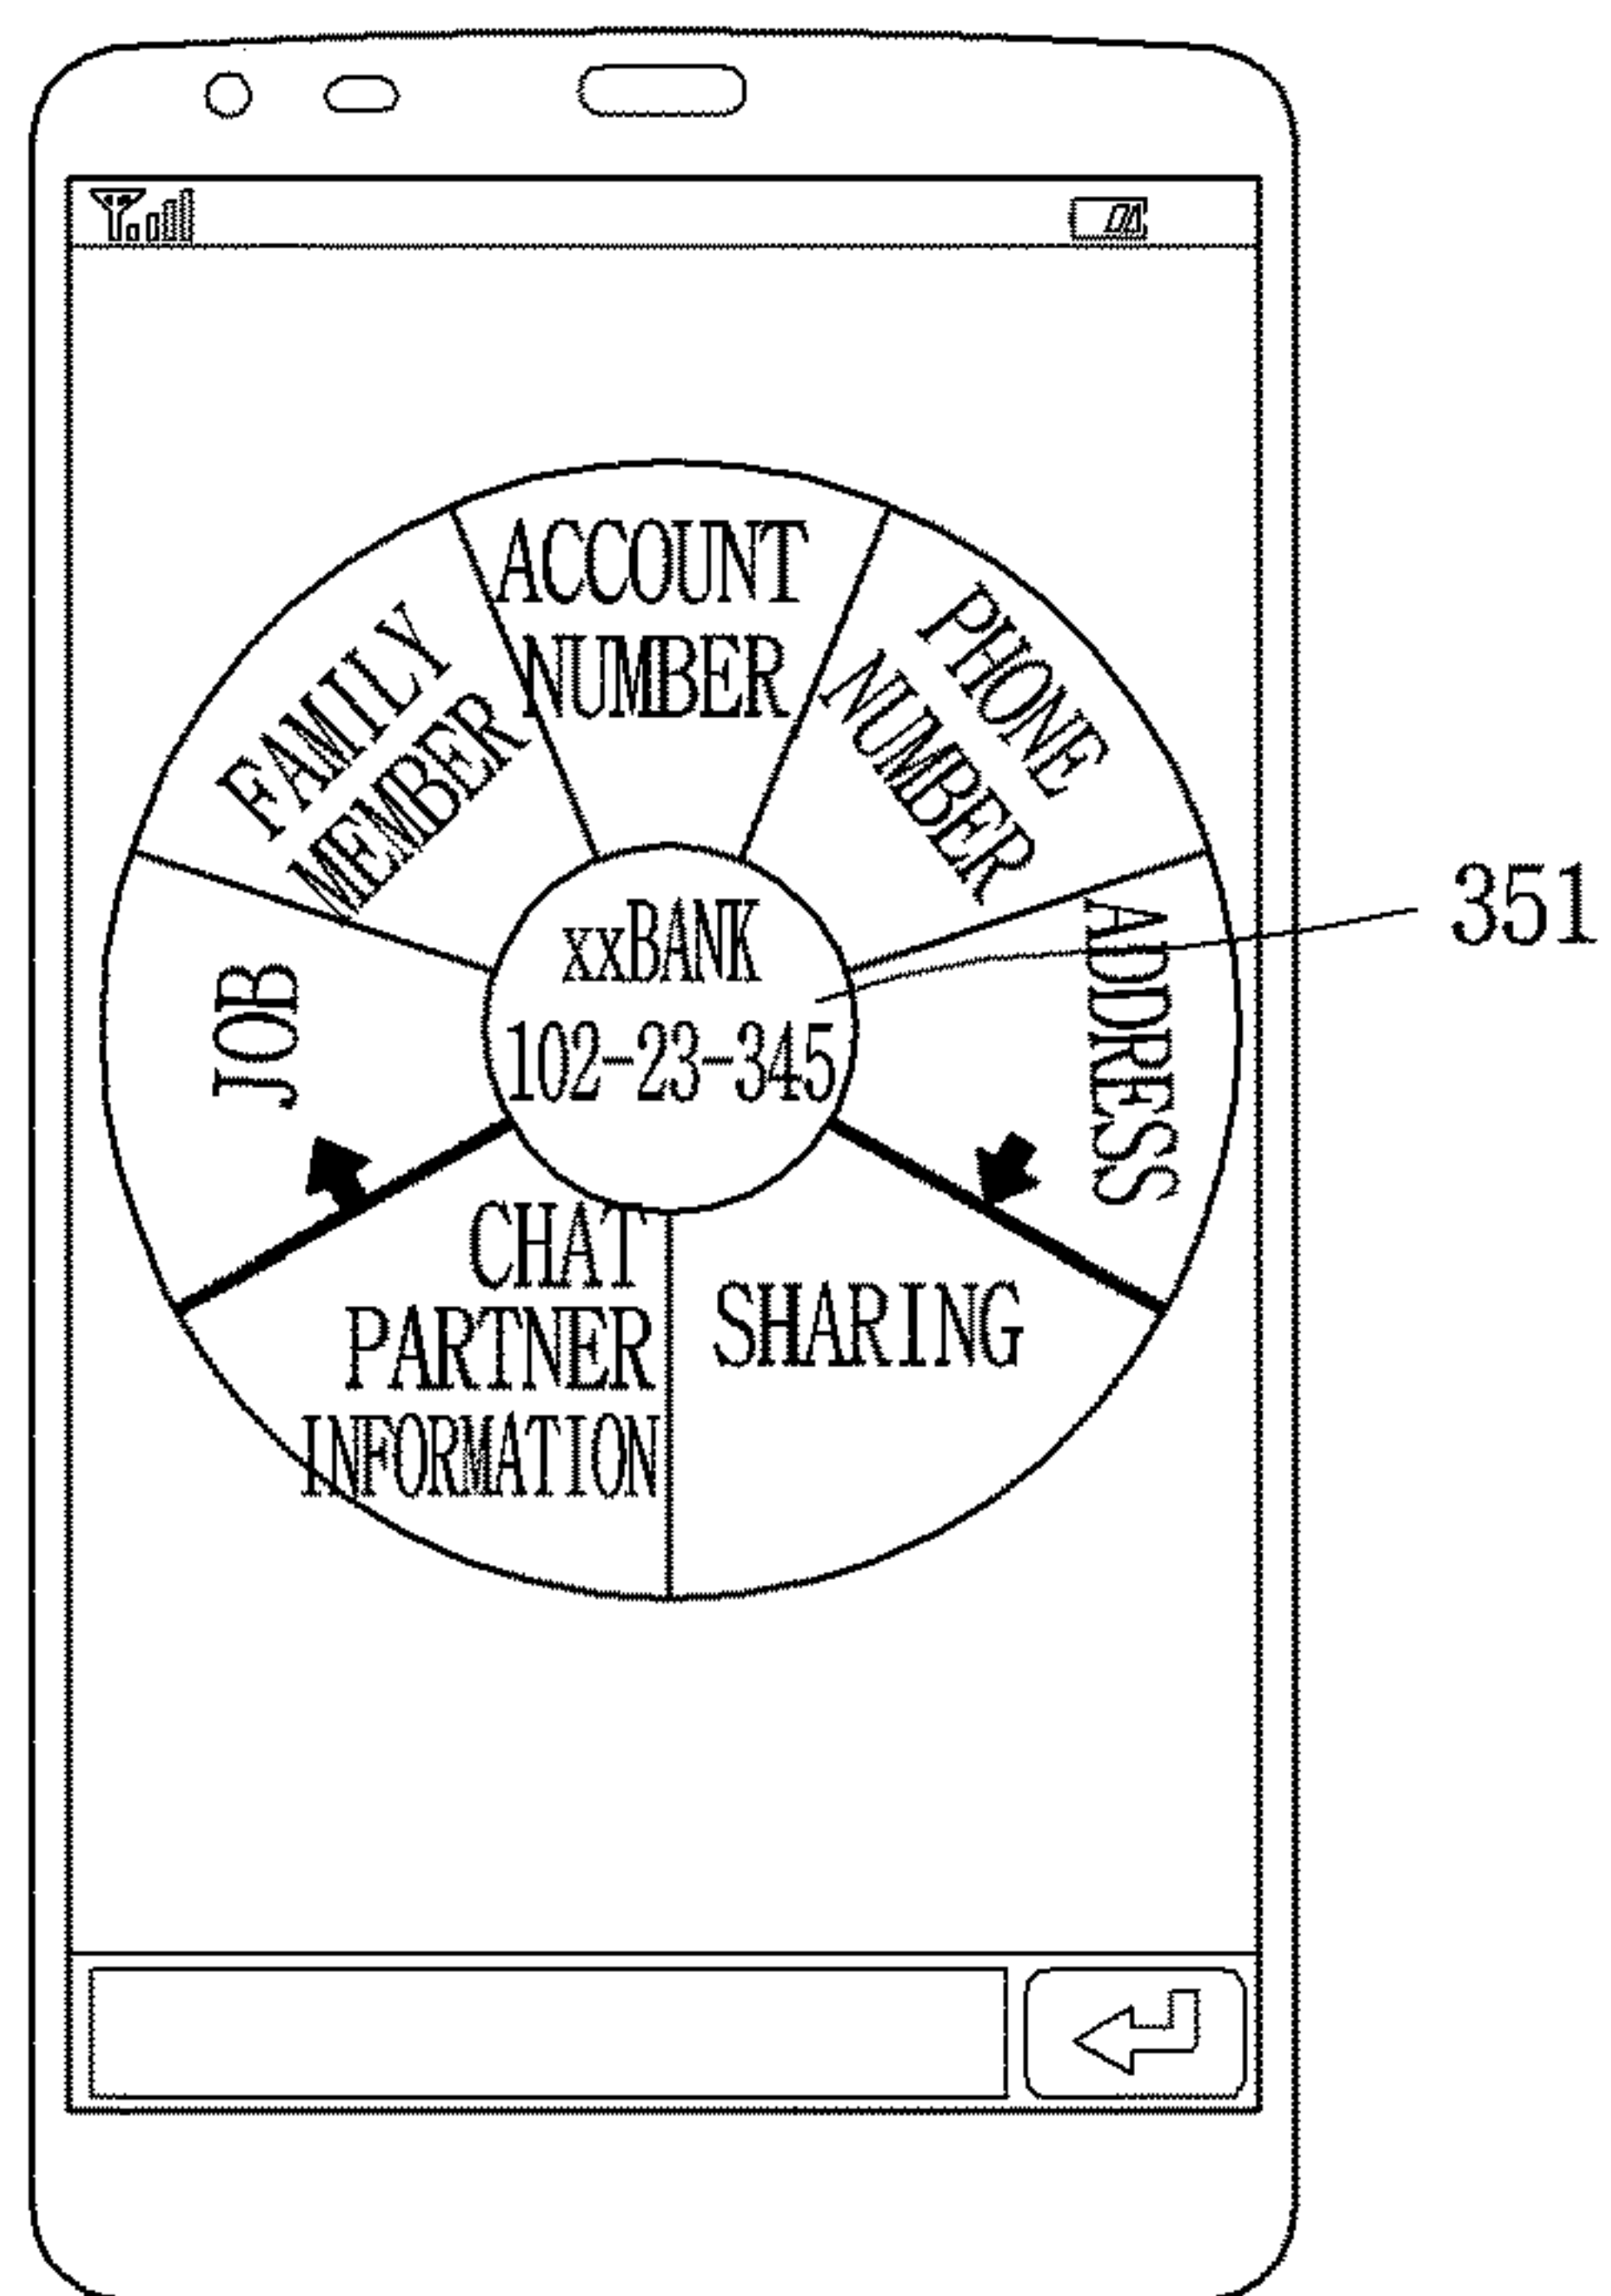 ACCOUNT
NUMBER
PHONE
NUMBER
FAMILY
MEMBER
xxBANK
102-23-345
351
ADDRESS
JOB
CHAT
PARTNER
INFORMATION
SHARING